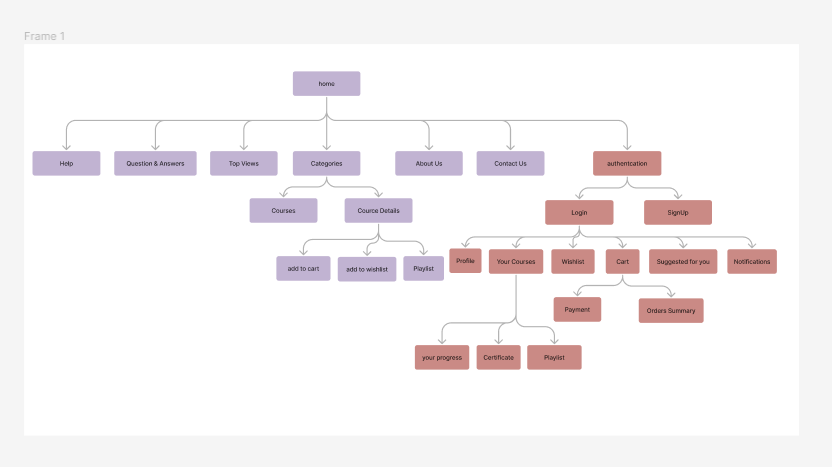 Frame 1
home
Help
Question & Answers
Top Views
Categories
About Us
Contact Us
authentcation
Courses
Cource Details
Login
SignUp
add to cart
add to wishlist
Playlist
Profile
Your Courses
Wishlist
Cart
Suggested for you
Notifications
Payment
Orders Summary
your progress
Certificate
Playlist